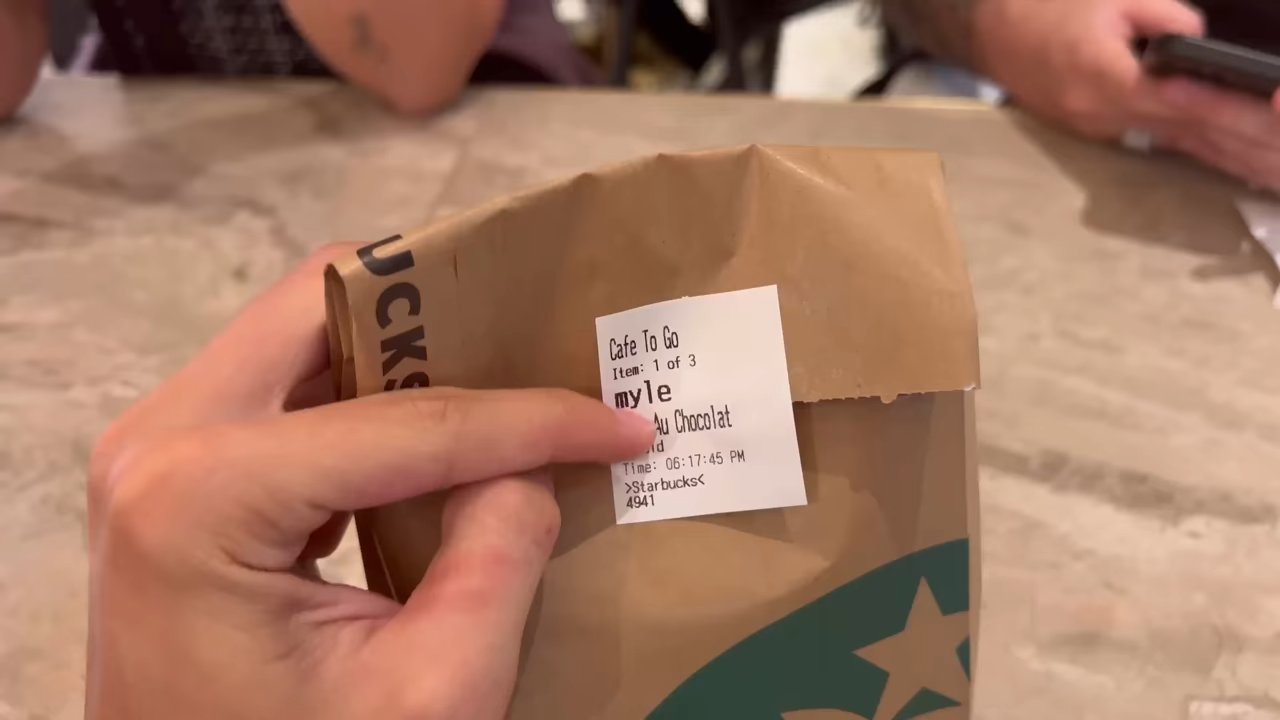 UCKS
Cafe To Go
Item: 1 of 3
myle
Au Chocolat
Time: 06:17:45 PM
>Starbucks<
4941